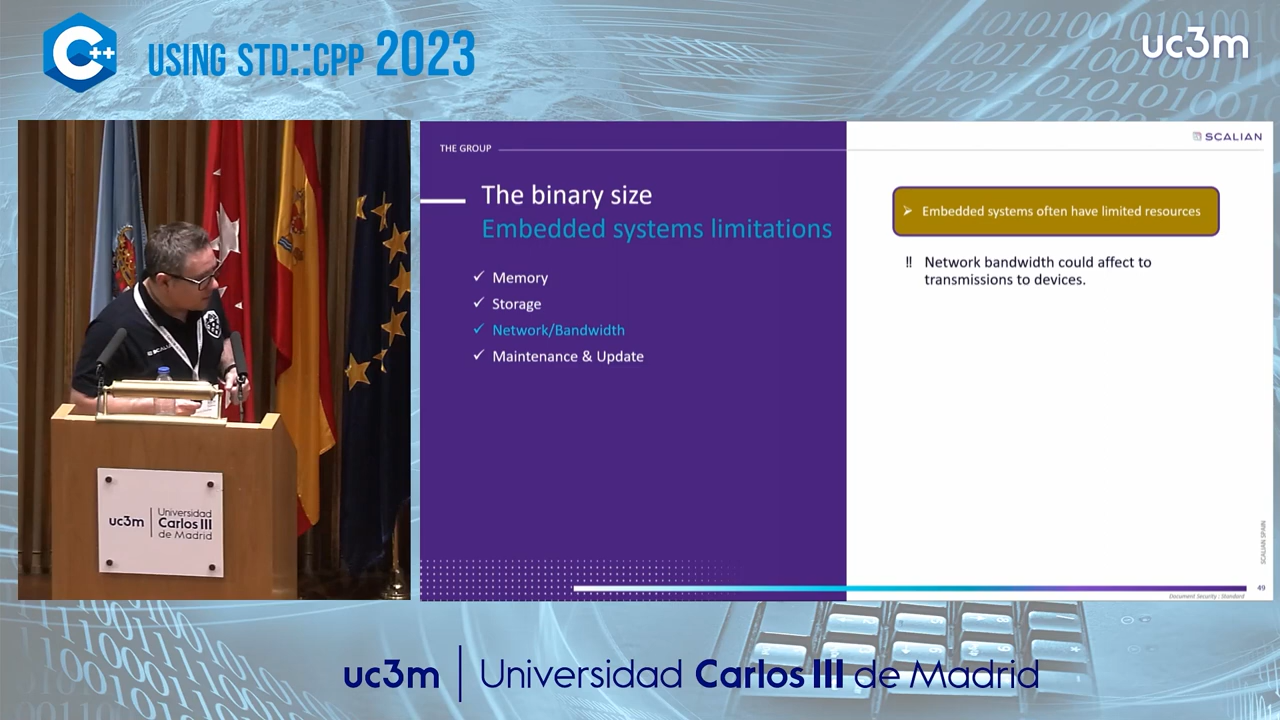 C++
USING STD::CPP 2023
uc3m
THE GROUP
SCALIAN
The binary size
Embedded systems limitations
✓ Memory
✓ Storage
✓ Network/Bandwidth
✓ Maintenance & Update
➢ Embedded systems often have limited resources
‼ Network bandwidth could affect to
transmissions to devices.
SCALIAN SPAIN
49
Document Security : Standard
uc3m
Universidad
Carlos III
de Madrid
uc3m | Universidad Carlos III de Madrid